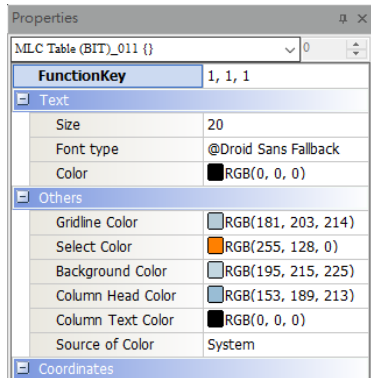 Properties
MLC Table (BIT)_011 {} 0
FunctionKey 1, 1, 1
Text
Size 20
Font type @Droid Sans Fallback
Color RGB(0, 0, 0)
Others
Gridline Color RGB(181, 203, 214)
Select Color RGB(255, 128, 0)
Background Color RGB(195, 215, 225)
Column Head Color RGB(153, 189, 213)
Column Text Color RGB(0, 0, 0)
Source of Color System
Coordinates